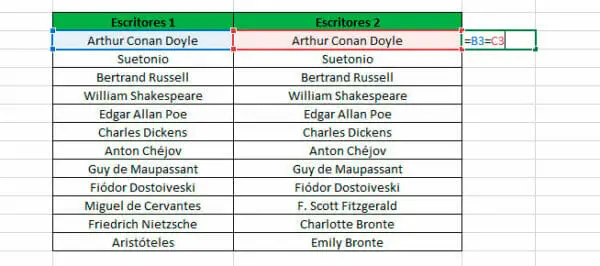 Escritores 1 Escritores 2
Arthur Conan Doyle Arthur Conan Doyle =B3=C3
Suetonio Suetonio
Bertrand Russell Bertrand Russell
William Shakespeare William Shakespeare
Edgar Allan Poe Edgar Allan Poe
Charles Dickens Charles Dickens
Anton Chéjov Anton Chéjov
Guy de Maupassant Guy de Maupassant
Fiódor Dostoiveski Fiódor Dostoiveski
Miguel de Cervantes F. Scott Fitzgerald
Friedrich Nietzsche Charlotte Bronte
Aristóteles Emily Bronte